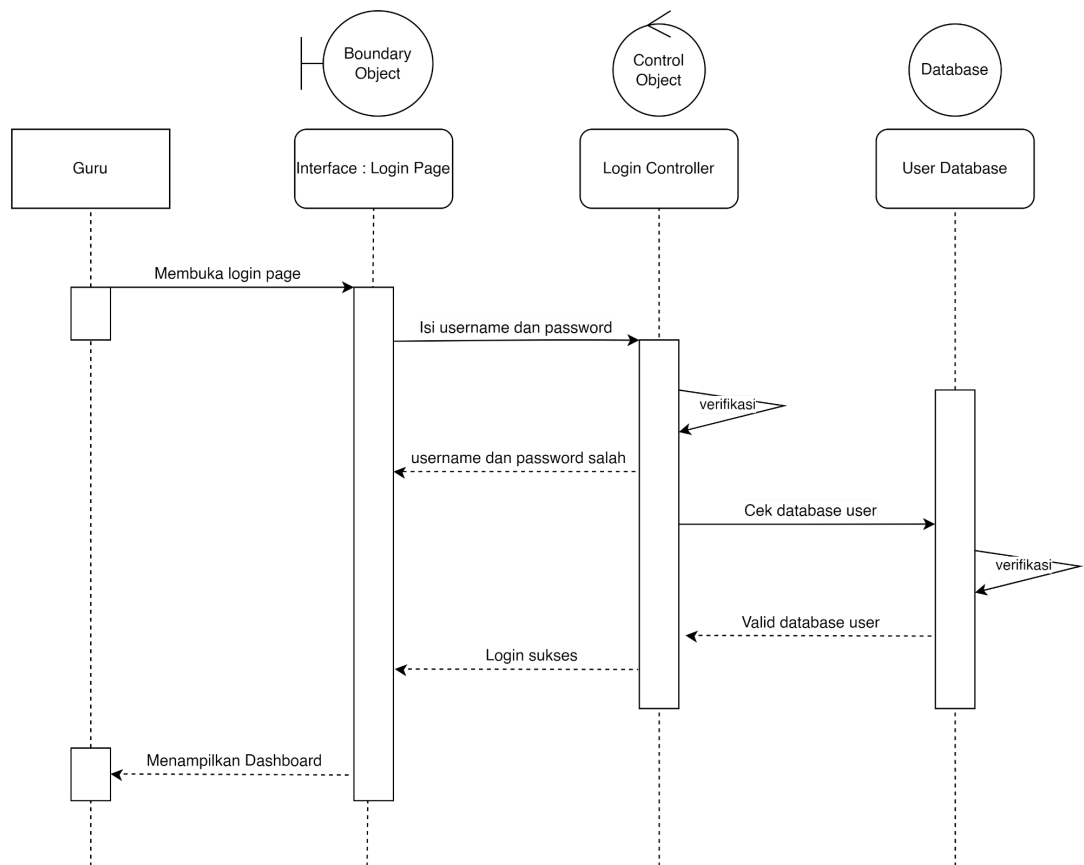 Boundary
Object
Control
Object
Database
Guru
Interface : Login Page
Login Controller
User Database
Membuka login page
Isi username dan password
verifikasi
username dan password salah
Cek database user
verifikasi
Valid database user
Login sukses
Menampilkan Dashboard